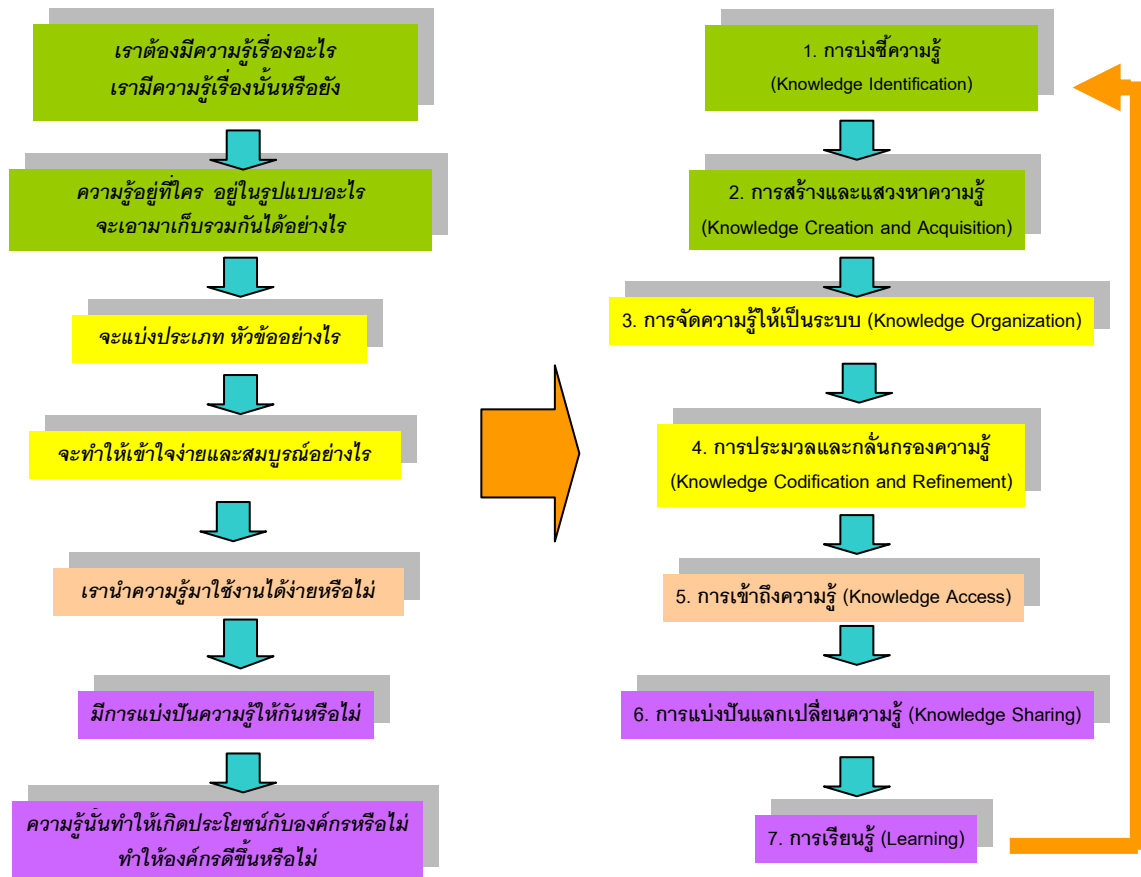 เราต้องมีความรู้เรื่องอะไร
เรามีความรู้เรื่องนั้นหรือยัง
ความรู้อยู่ที่ใคร อยู่ในรูปแบบอะไร
จะเอามาเก็บรวมกันได้อย่างไร
จะแบ่งประเภท หัวข้ออย่างไร
จะทำให้เข้าใจง่ายและสมบูรณ์อย่างไร
เรานำความรู้มาใช้งานได้ง่ายหรือไม่
มีการแบ่งปันความรู้ให้กันหรือไม่
ความรู้นั้นทำให้เกิดประโยชน์กับองค์กรหรือไม่
ทำให้องค์กรดีขึ้นหรือไม่
1. การบ่งชี้ความรู้
(Knowledge Identification)
2. การสร้างและแสวงหาความรู้
(Knowledge Creation and Acquisition)
3. การจัดความรู้ให้เป็นระบบ (Knowledge Organization)
4. การประมวลและกลั่นกรองความรู้
(Knowledge Codification and Refinement)
5. การเข้าถึงความรู้ (Knowledge Access)
6. การแบ่งปันแลกเปลี่ยนความรู้ (Knowledge Sharing)
7. การเรียนรู้ (Learning)